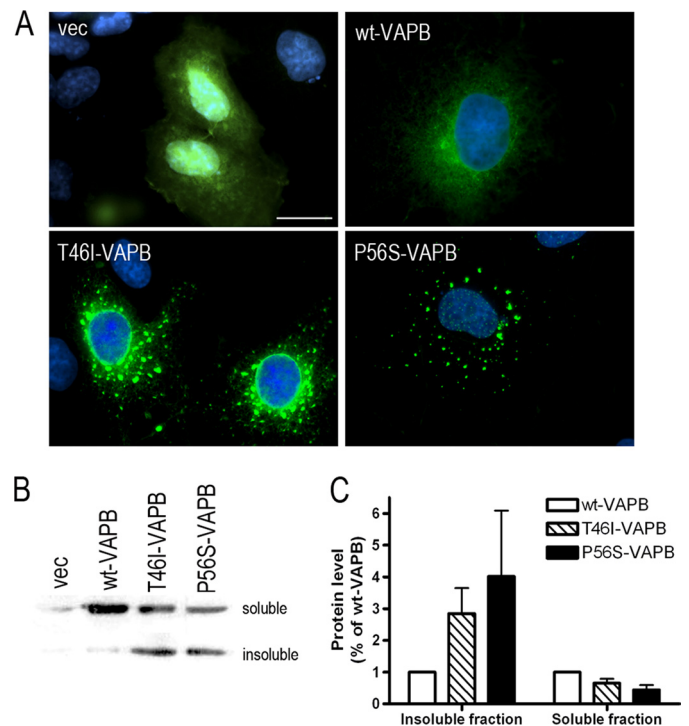 A
vec
wt-VAPB
T46I-VAPB
P56S-VAPB
B
vec
wt-VAPB
T46I-VAPB
P56S-VAPB
soluble
insoluble
C
Protein level
(% of wt-VAPB)
6
5
4
3
2
1
0
wt-VAPB
T46I-VAPB
P56S-VAPB
Insoluble fraction
Soluble fraction